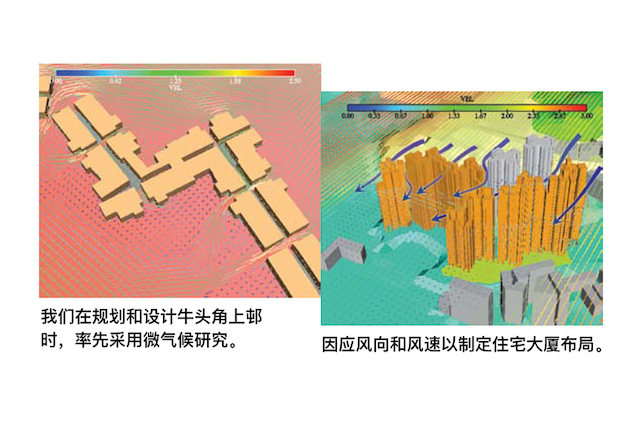 0.00 0.62 1.25 1.88 2.50
VEL
VEL
0.00 0.33 0.67 1.00 1.33 1.67 2.00 2.33 2.67 3.00
我们在规划和设计牛头角上邨
时，率先采用微气候研究。
因应风向和风速以制定住宅大厦布局。